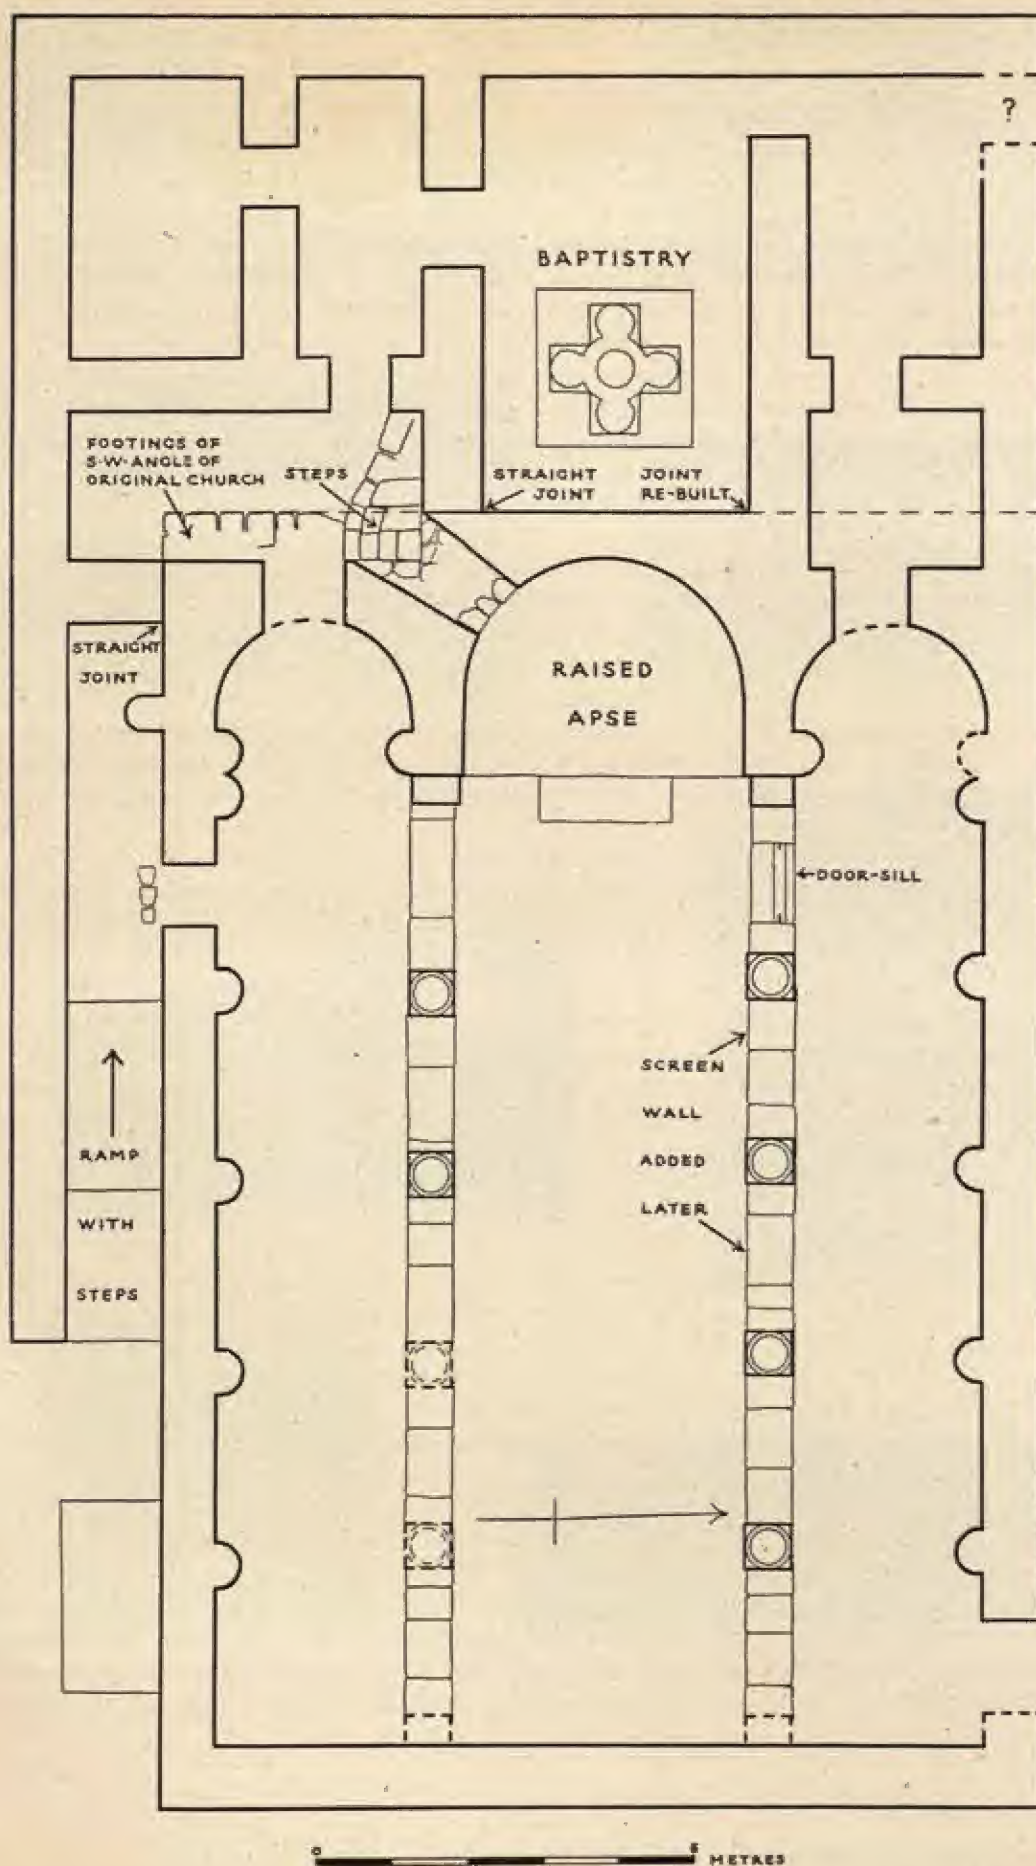 ?
BAPTISTRY
FOOTINGS OF
S·W·ANGLE OF
ORIGINAL CHURCH
STEPS
STRAIGHT
JOINT
JOINT
RE-BUILT
STRAIGHT
JOINT
RAISED
APSE
DOOR-SILL
SCREEN
WALL
ADDED
LATER
RAMP
WITH
STEPS
0 5 METRES